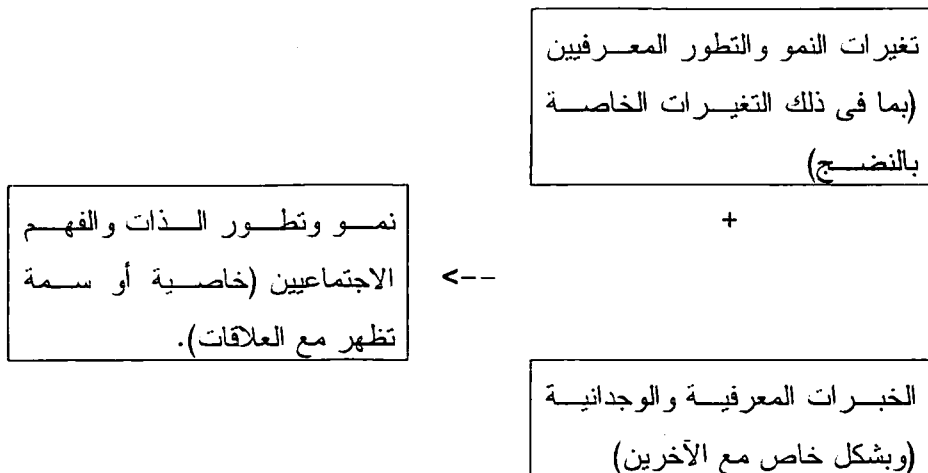 تغيرات النمو والتطور المعرفيين
(بما فى ذلك التغيرات الخاصة
بالنضج)
+
نمو وتطور الذات والفهم
الاجتماعيين (خاصية أو سمة
تظهر مع العلاقات).
<--
الخبرات المعرفية والوجدانية
(وبشكل خاص مع الآخرين)